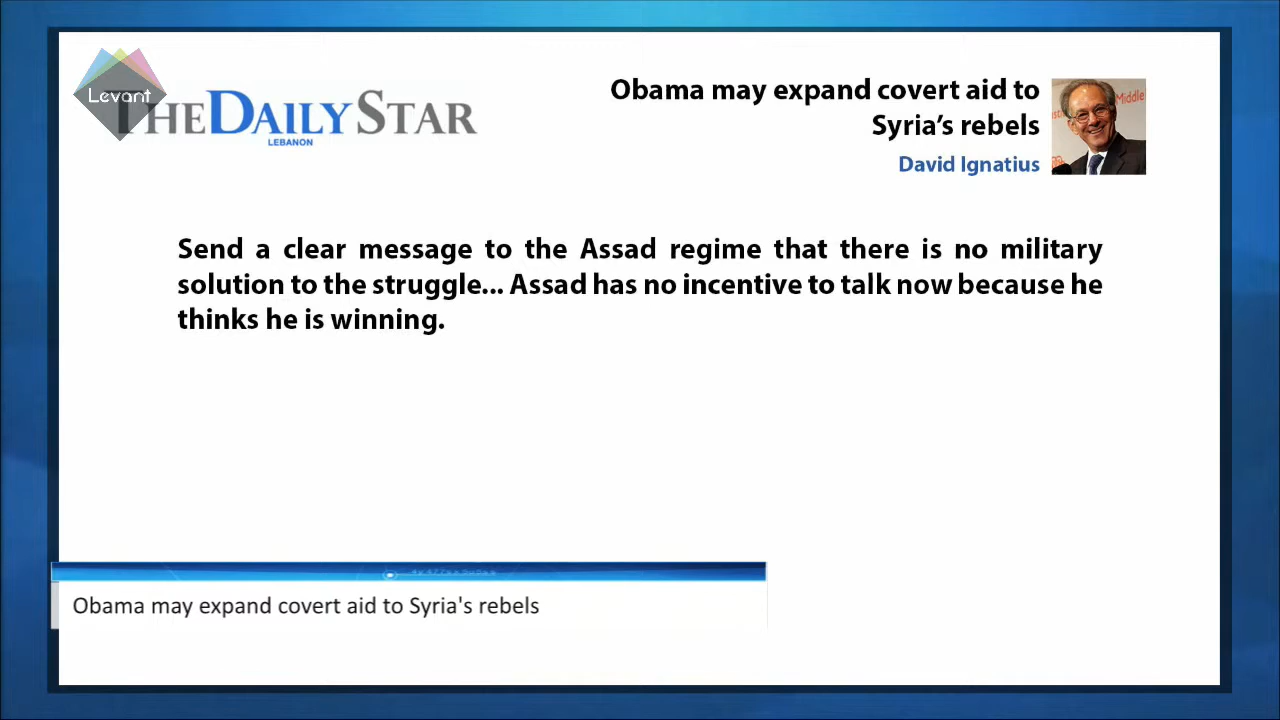 Levant
THE DAILY STAR
LEBANON
Obama may expand covert aid to
Syria’s rebels
David Ignatius
Middle
Send a clear message to the Assad regime that there is no military
solution to the struggle... Assad has no incentive to talk now because he
thinks he is winning.
Obama may expand covert aid to Syria's rebels